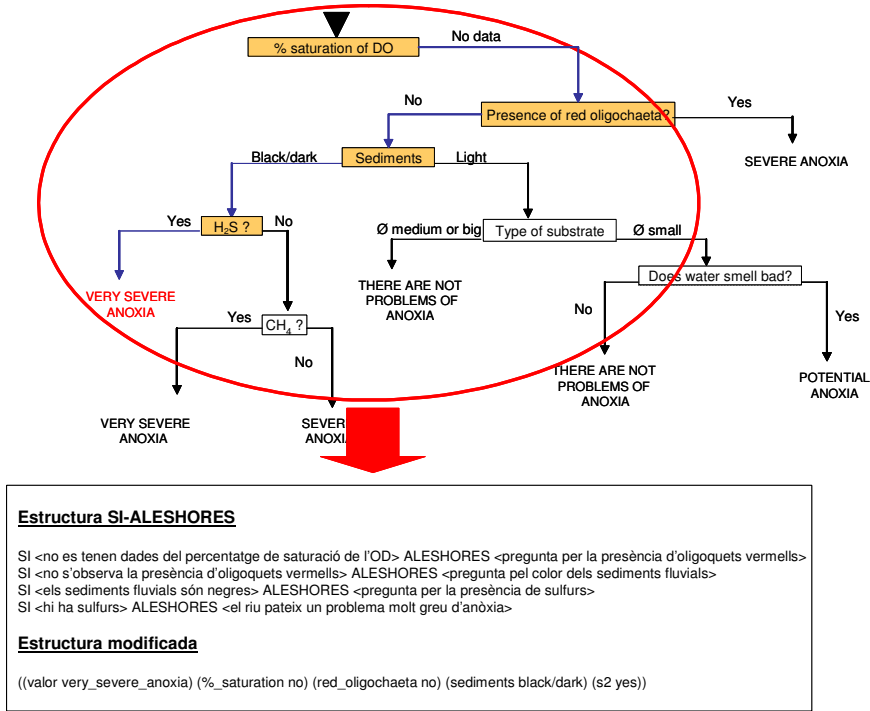 % saturation of DO
No data
No
Presence of red oligochaeta?
Yes
SEVERE ANOXIA
Black/dark
Sediments
Light
Yes
H₂S ?
No
Ø medium or big
Type of substrate
Ø small
VERY SEVERE
ANOXIA
THERE ARE NOT
PROBLEMS OF
ANOXIA
Does water smell bad?
Yes
CH₄ ?
No
No
Yes
THERE ARE NOT
PROBLEMS OF
ANOXIA
POTENTIAL
ANOXIA
VERY SEVERE
ANOXIA
SEVER
ANOXI
Estructura SI-ALESHORES
SI <no es tenen dades del percentatge de saturació de l'OD> ALESHORES <pregunta per la presència d'oligoquets vermells>
SI <no s'observa la presència d'oligoquets vermells> ALESHORES <pregunta pel color dels sediments fluvials>
SI <els sediments fluvials són negres> ALESHORES <pregunta per la presència de sulfurs>
SI <hi ha sulfurs> ALESHORES <el riu pateix un problema molt greu d'anòxia>
Estructura modificada
((valor very_severe_anoxia) (%_saturation no) (red_oligochaeta no) (sediments black/dark) (s2 yes))